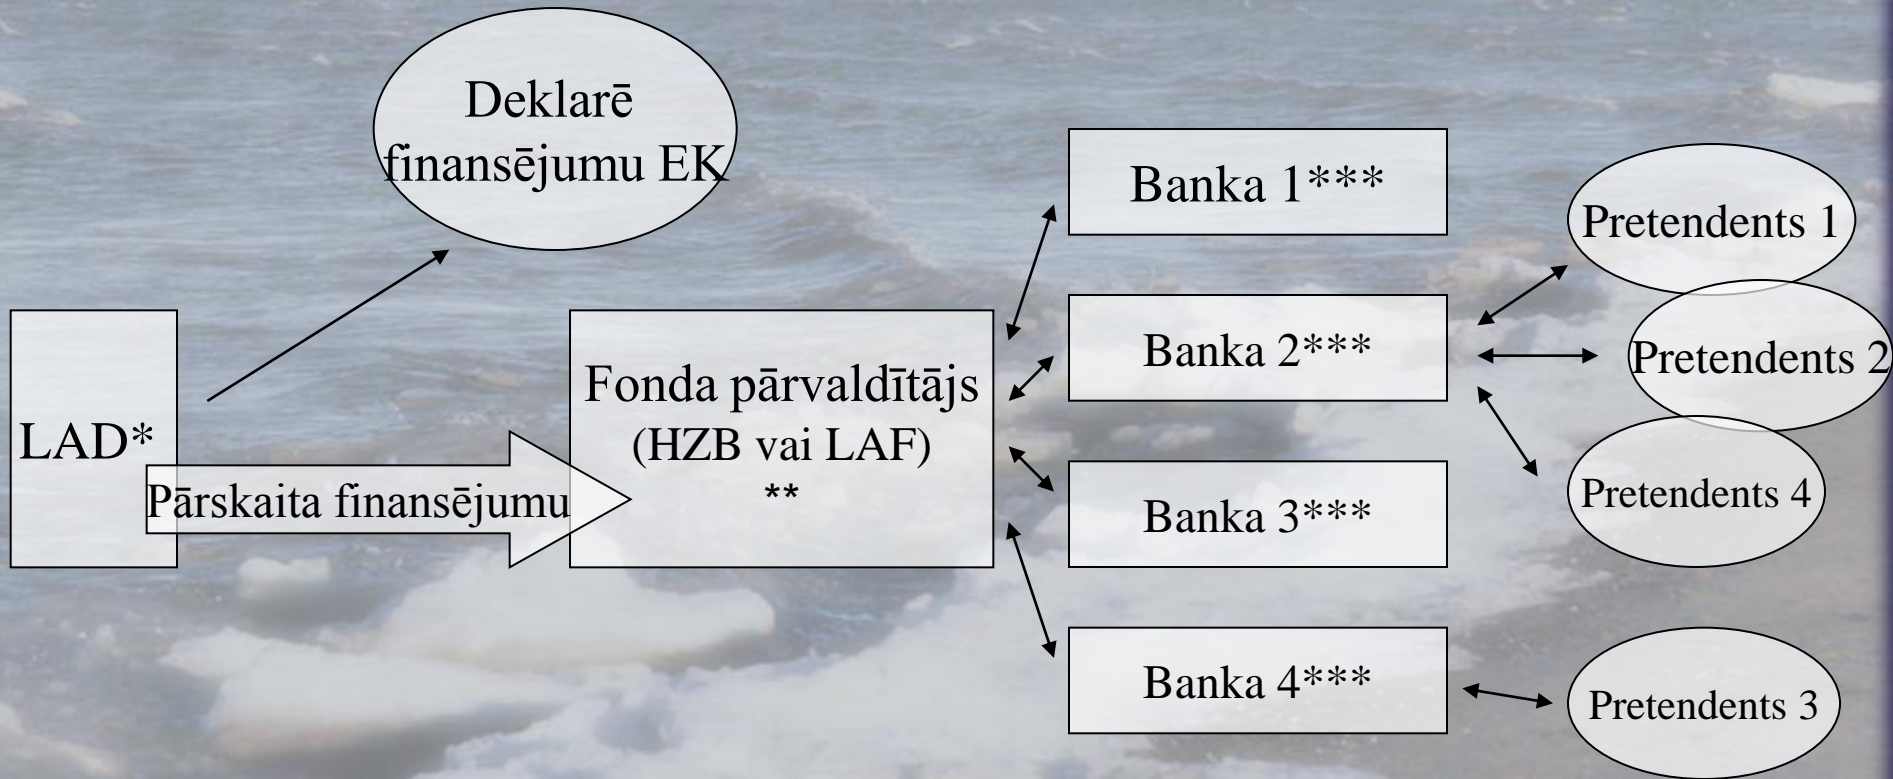 Deklarē
finansējumu EK
LAD*
Pārskaita finansējumu
Fonda pārvaldītājs
(HZB vai LAF)
**
Banka 1***
Banka 2***
Banka 3***
Banka 4***
Pretendents 1
Pretendents 2
Pretendents 4
Pretendents 3